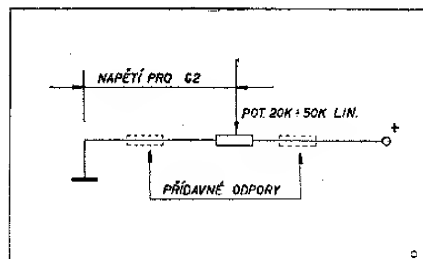 NAPĚTÍ PRO G2
POT. 20K ÷ 50K LIN.
+
PŘÍDAVNÉ ODPORY